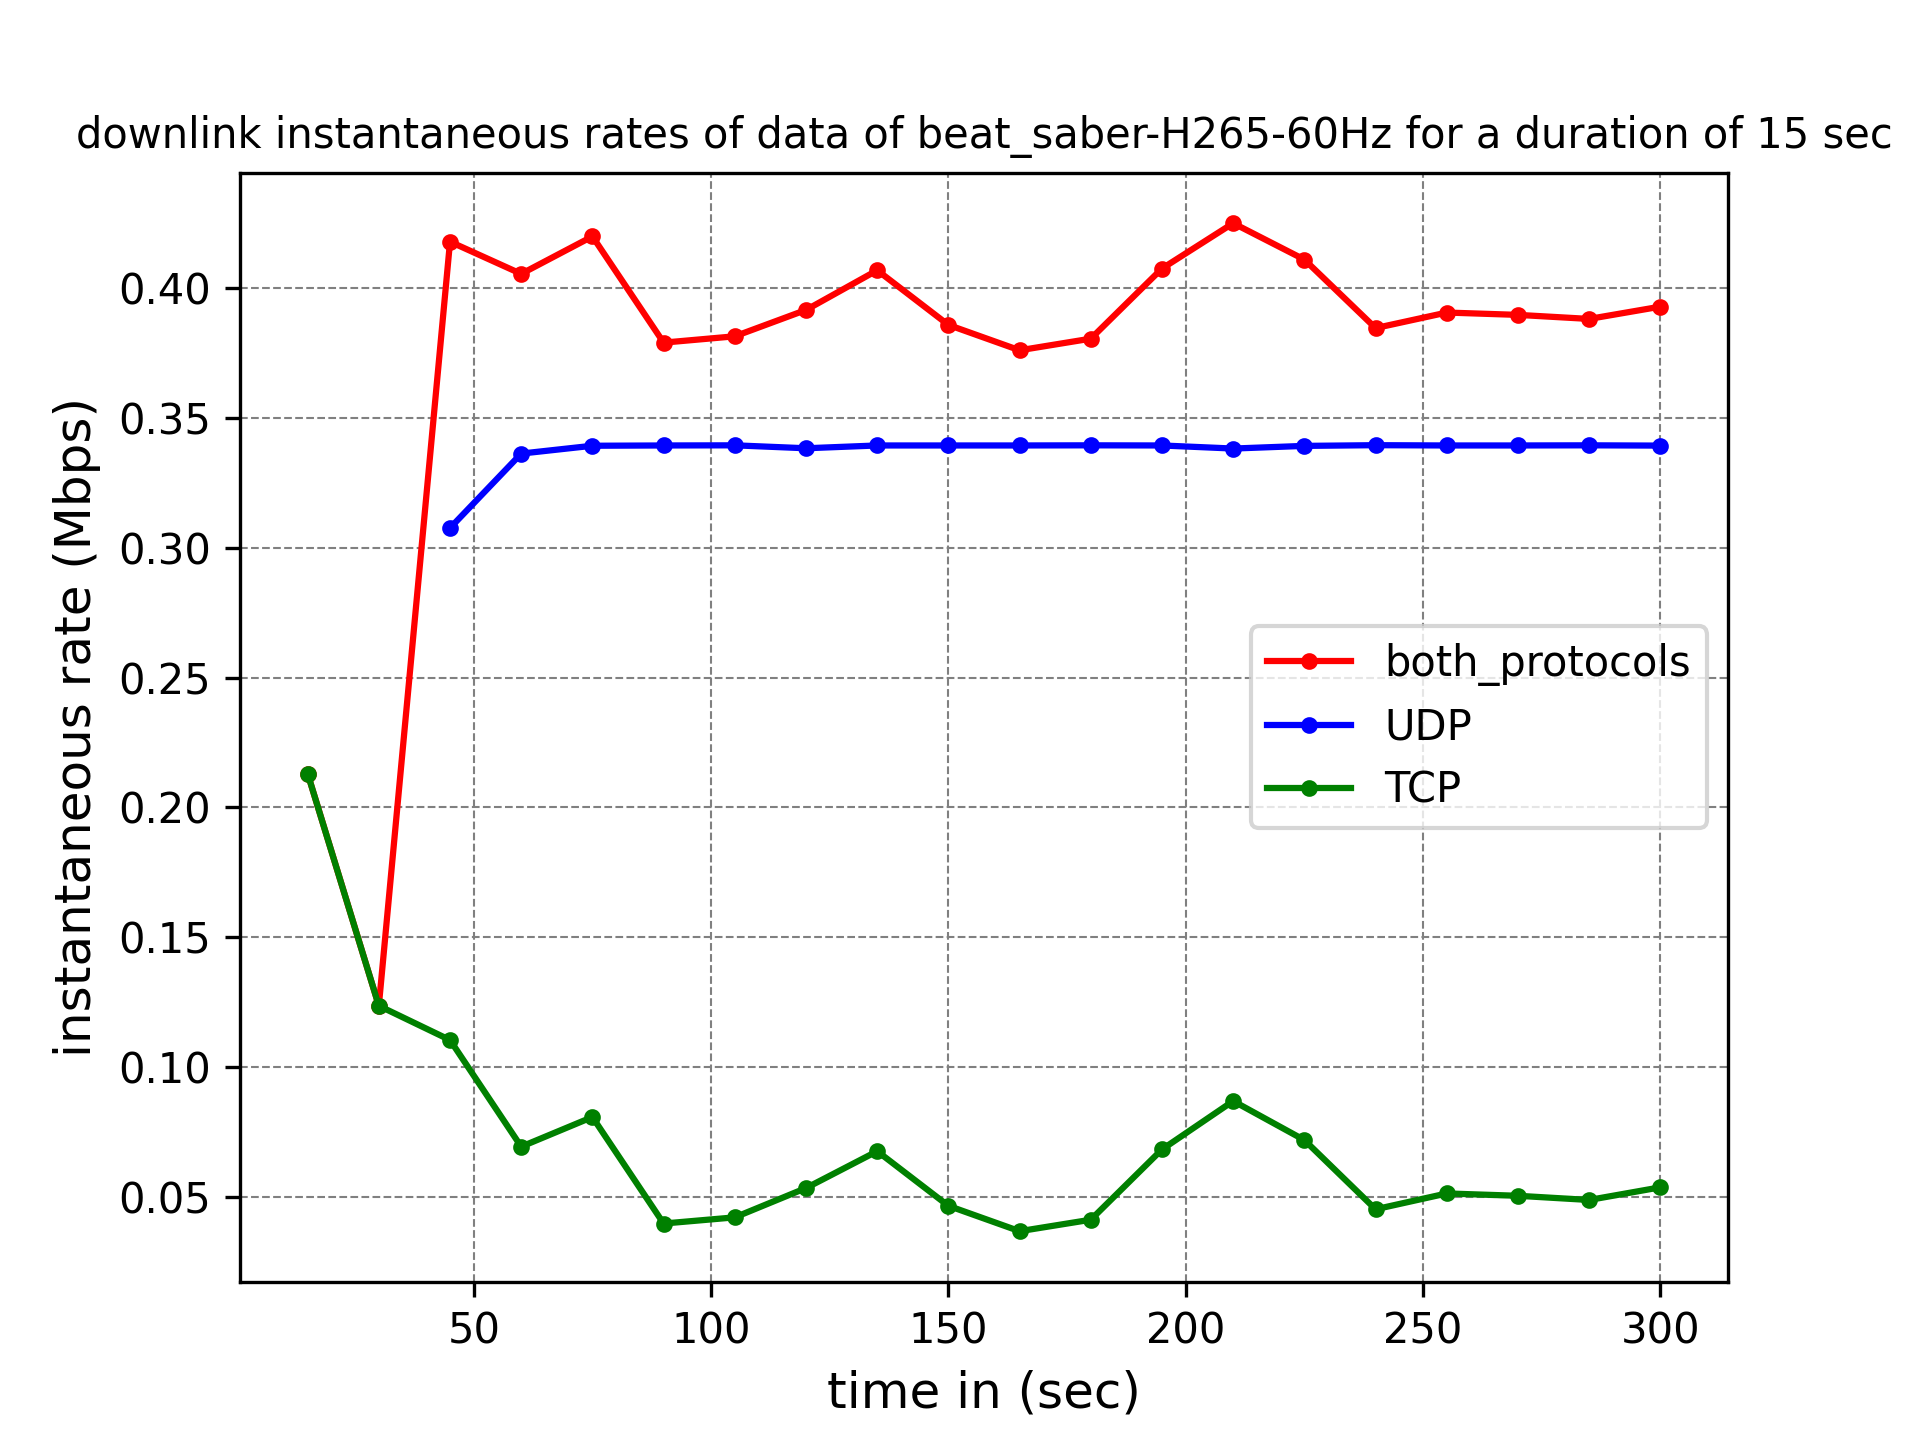 downlink instantaneous rates of data of beat_saber-H265-60Hz for a duration of 15 sec
instantaneous rate (Mbps)
0.40
0.35
0.30
0.25
0.20
0.15
0.10
0.05
both_protocols
UDP
TCP
50 100 150 200 250 300
time in (sec)